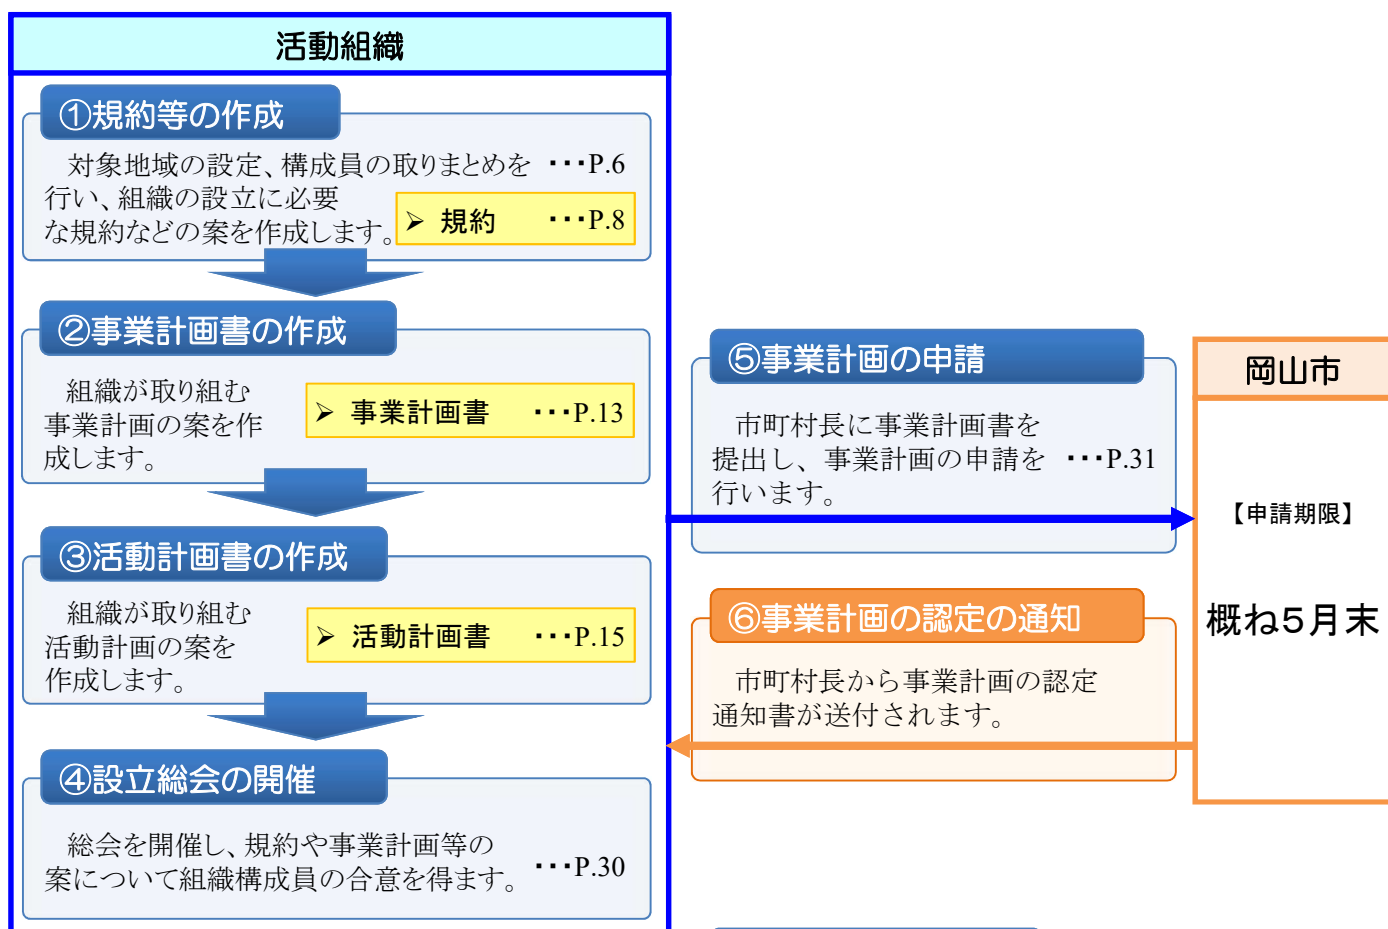 活動組織
①規約等の作成
対象地域の設定、構成員の取りまとめを ・・・P.6
行い、組織の設立に必要
な規約などの案を作成します。
➢ 規約 ・・・P.8
②事業計画書の作成
組織が取り組む
事業計画の案を作
成します。
➢ 事業計画書 ・・・P.13
③活動計画書の作成
組織が取り組む
活動計画の案を
作成します。
➢ 活動計画書 ・・・P.15
④設立総会の開催
総会を開催し、規約や事業計画等の
案について組織構成員の合意を得ます。 ・・・P.30
⑤事業計画の申請
市町村長に事業計画書を
提出し、事業計画の申請を ・・・P.31
行います。
⑥事業計画の認定の通知
市町村長から事業計画の認定
通知書が送付されます。
岡山市
【申請期限】
概ね5月末